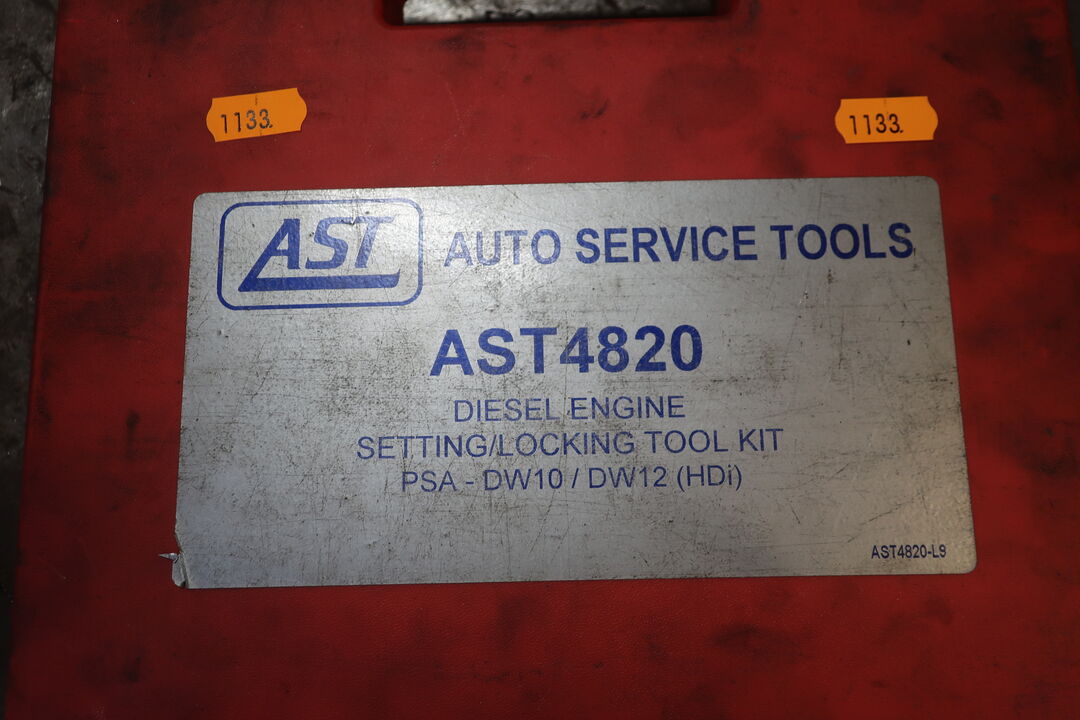 1133.
1133.
AST AUTO SERVICE TOOLS
AST4820
DIESEL ENGINE
SETTING/LOCKING TOOL KIT
PSA - DW10 / DW12 (HDi)
AST4820-L9